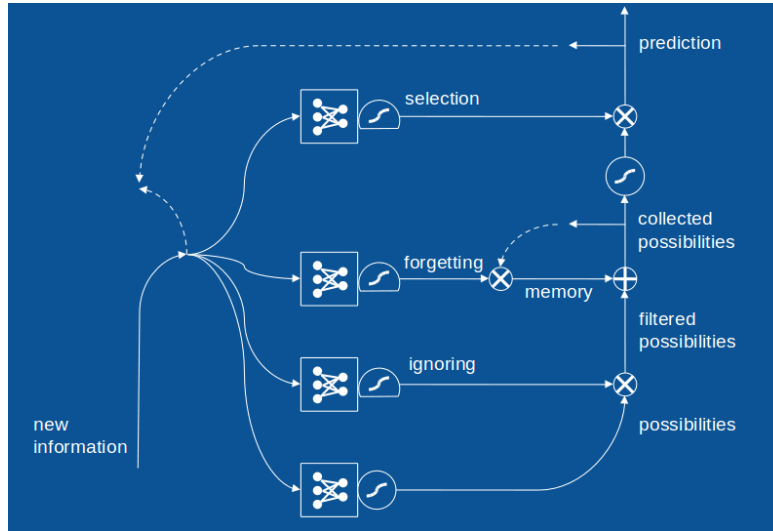 prediction
selection
collected
possibilities
forgetting
memory
filtered
possibilities
ignoring
new
information
possibilities